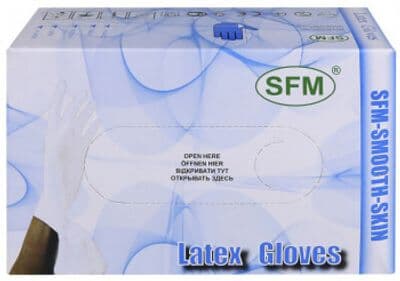 SFM®
SFM-SMOOTH-SKIN
OPEN HERE
ÖFFNEN HIER
ВІДКРИВАТИ ТУТ
ОТКРЫВАТЬ ЗДЕСЬ
Latex Gloves